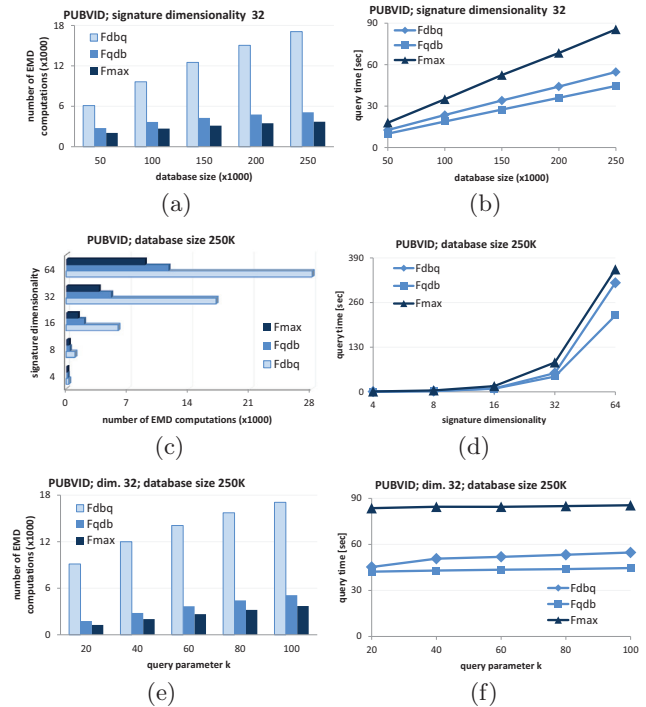 PUBVID; signature dimensionality 32
number of EMD
computations (x1000)
18
12
6
0
Fdbq
Fqdb
Fmax
50 100 150 200 250
database size (x1000)
(a)
PUBVID; signature dimensionality 32
query time [sec]
90
60
30
0
Fdbq
Fqdb
Fmax
50 100 150 200 250
database size (x1000)
(b)
PUBVID; database size 250K
signature dimensionality
64
32
16
8
4
Fmax
Fqdb
Fdbq
0 7 14 21 28
number of EMD computations (x1000)
(c)
PUBVID; database size 250K
query time [sec]
390
260
130
0
Fdbq
Fqdb
Fmax
4 8 16 32 64
signature dimensionality
(d)
PUBVID; dim. 32; database size 250K
number of EMD
computations (x1000)
18
12
6
0
Fdbq
Fqdb
Fmax
20 40 60 80 100
query parameter k
(e)
PUBVID; dim. 32; database size 250K
query time [sec]
90
60
30
0
Fdbq
Fqdb
Fmax
20 40 60 80 100
query parameter k
(f)